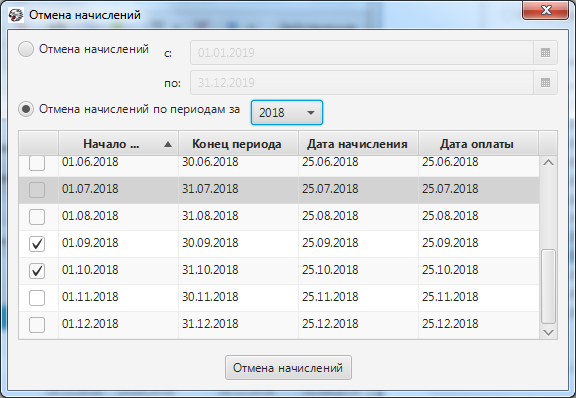 Отмена начислений
Отмена начислений
с: 01.01.2019
по: 31.12.2019
Отмена начислений по периодам за 2018
Начало ... Конец периода Дата начисления Дата оплаты
01.06.2018 30.06.2018 25.06.2018 25.06.2018
01.07.2018 31.07.2018 25.07.2018 25.07.2018
01.08.2018 31.08.2018 25.08.2018 25.08.2018
01.09.2018 30.09.2018 25.09.2018 25.09.2018
01.10.2018 31.10.2018 25.10.2018 25.10.2018
01.11.2018 30.11.2018 25.11.2018 25.11.2018
01.12.2018 31.12.2018 25.12.2018 25.12.2018
Отмена начислений